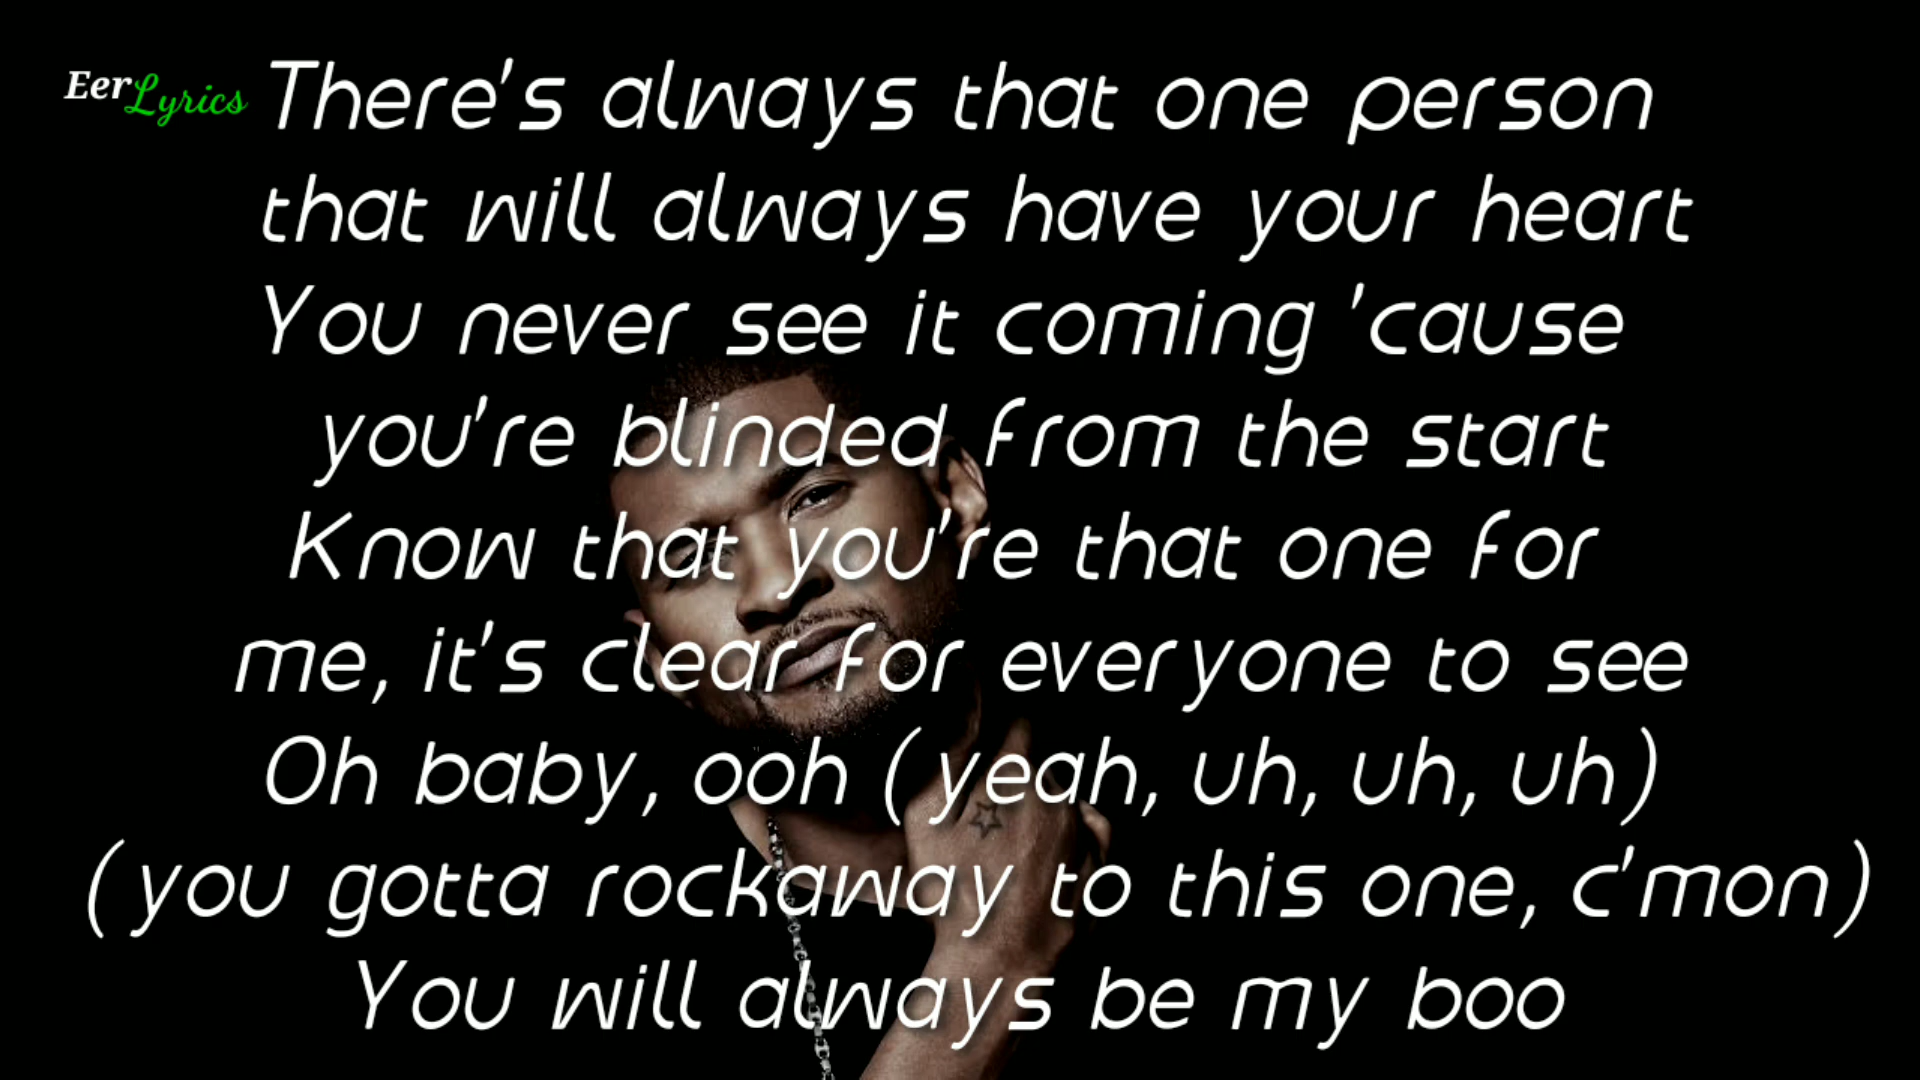 EerLyrics
There's always that one person
that will always have your heart
You never see it coming 'cause
you're blinded from the start
Know that you're that one for
me, it's clear for everyone to see
Oh baby, ooh (yeah, uh, uh, uh)
(you gotta rockaway to this one, c'mon)
You will always be my boo